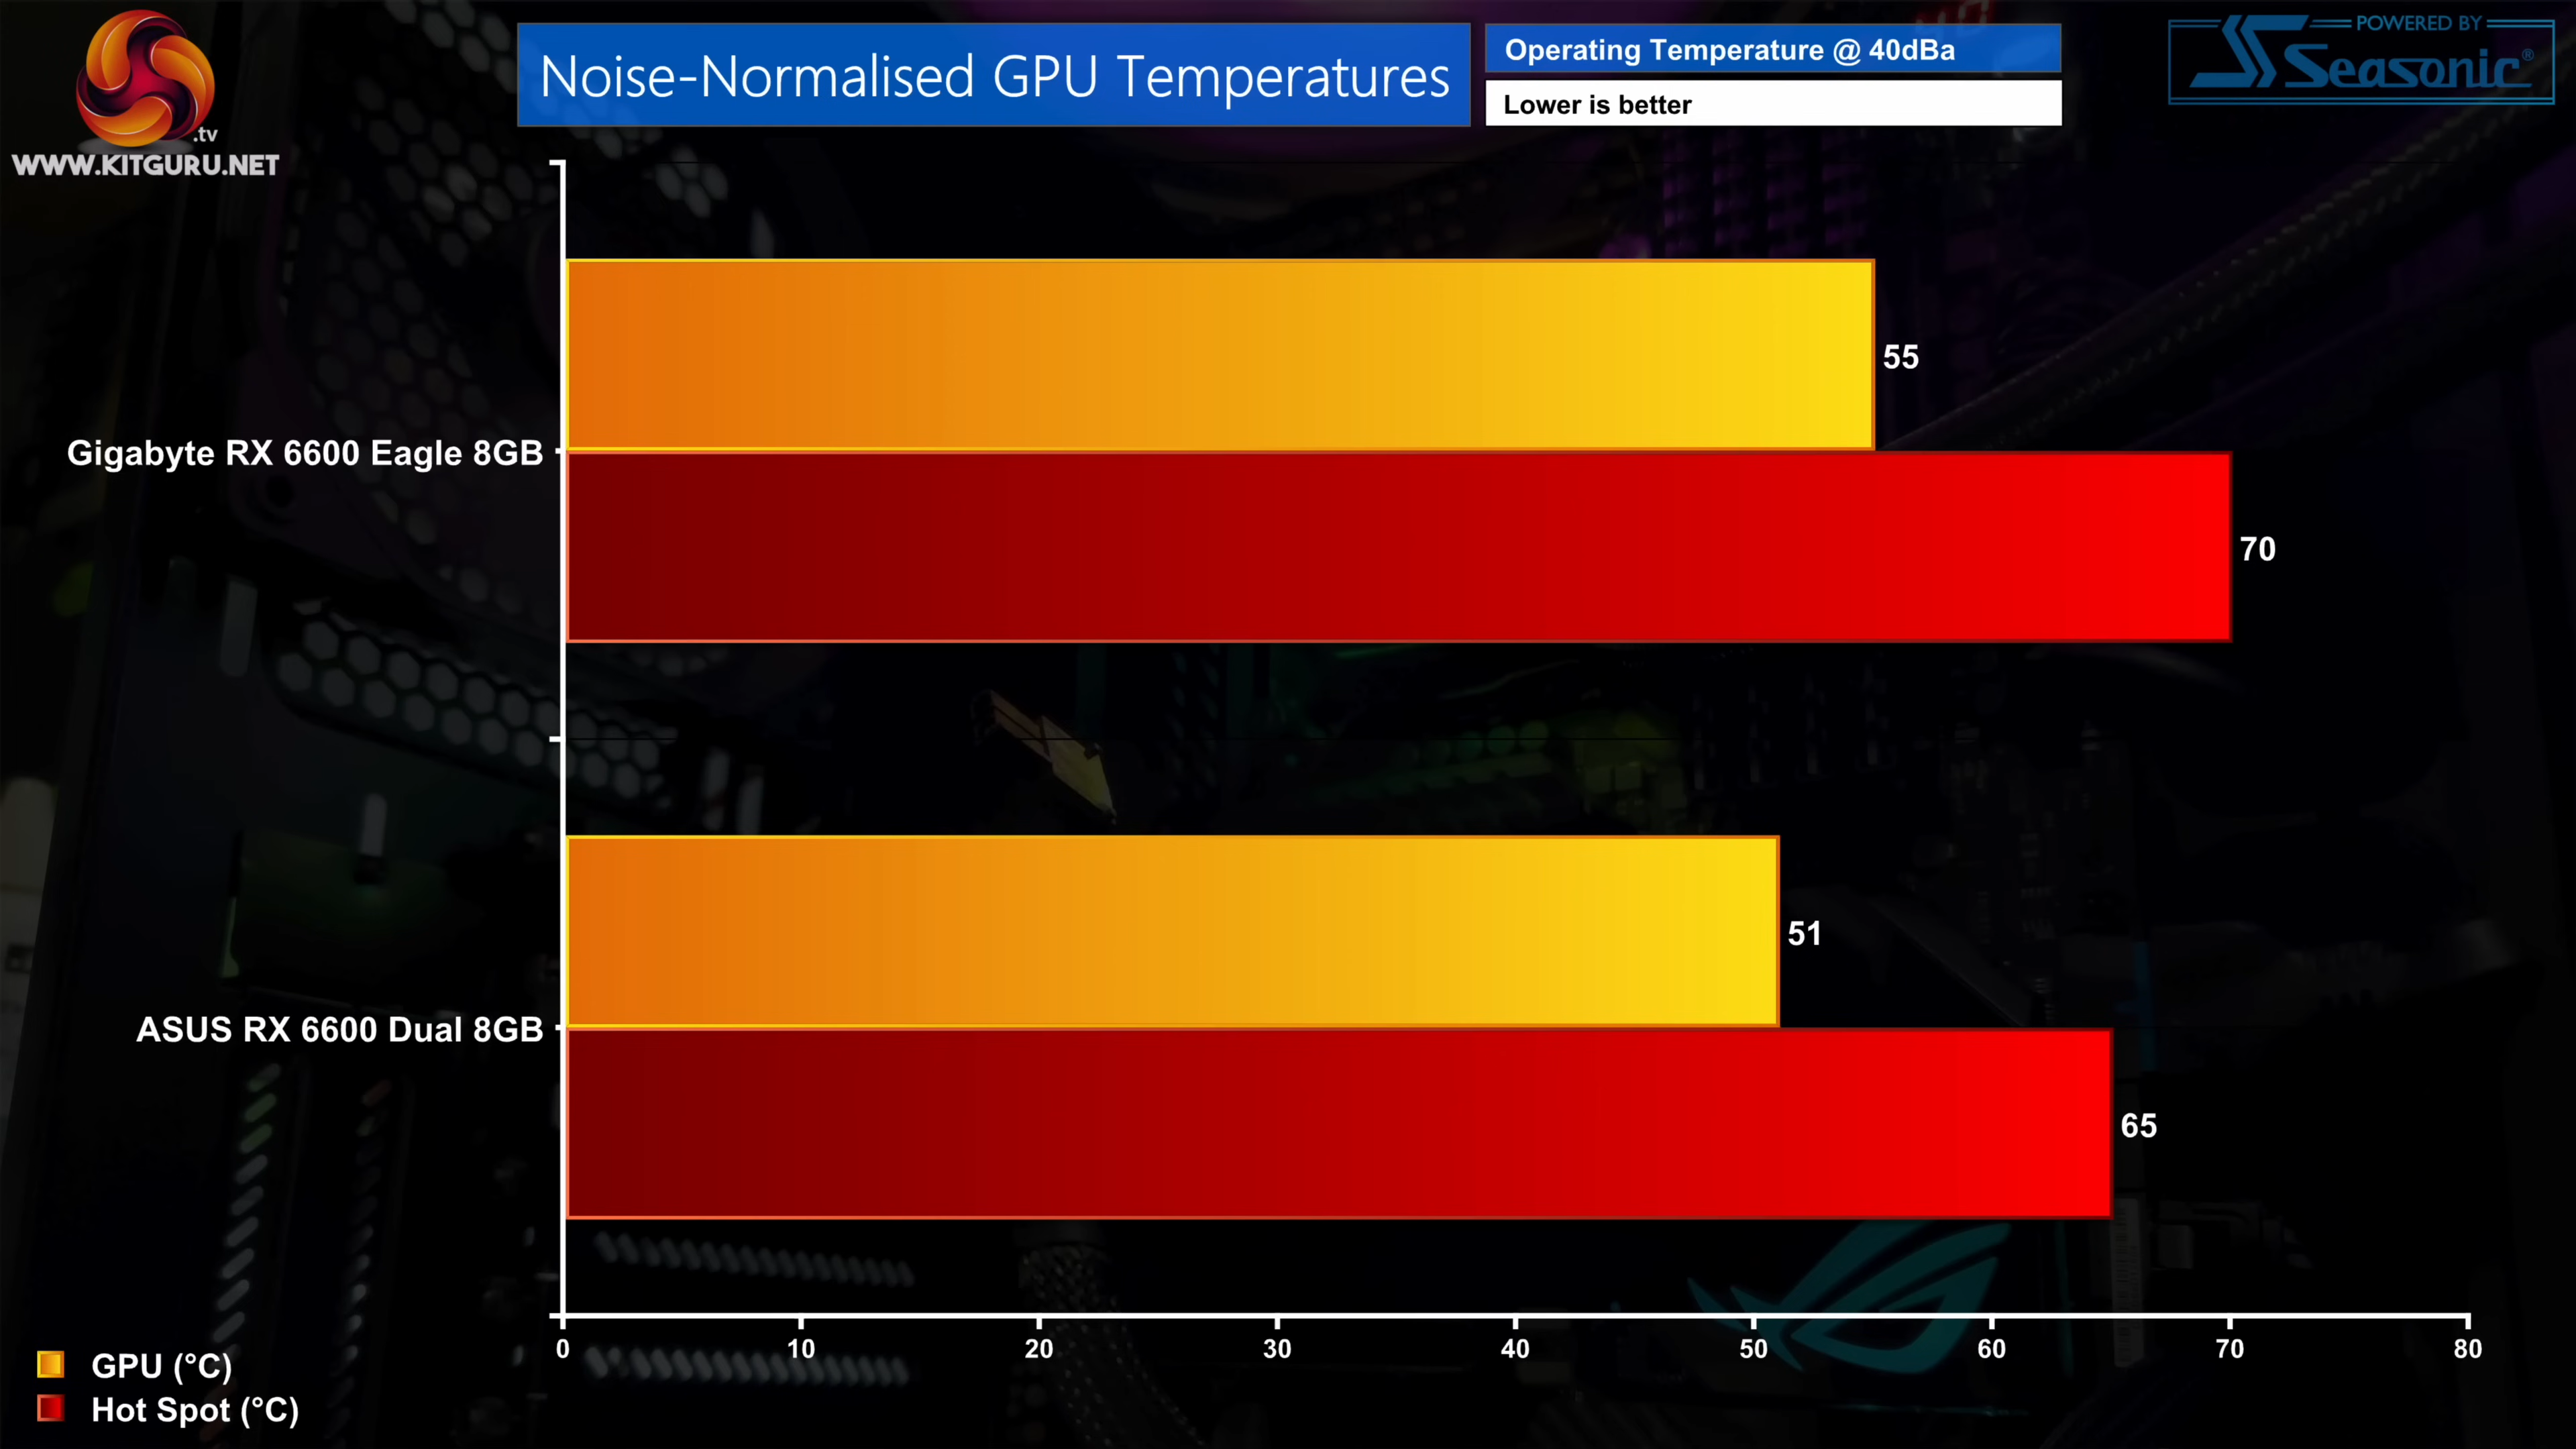 .tv
WWW.KITGURU.NET
Noise-Normalised GPU Temperatures
Operating Temperature @ 40dBa
Lower is better
POWERED BY
Seasonic®
Gigabyte RX 6600 Eagle 8GB
55
70
ASUS RX 6600 Dual 8GB
51
65
0 10 20 30 40 50 60 70 80
GPU (°C)
Hot Spot (°C)